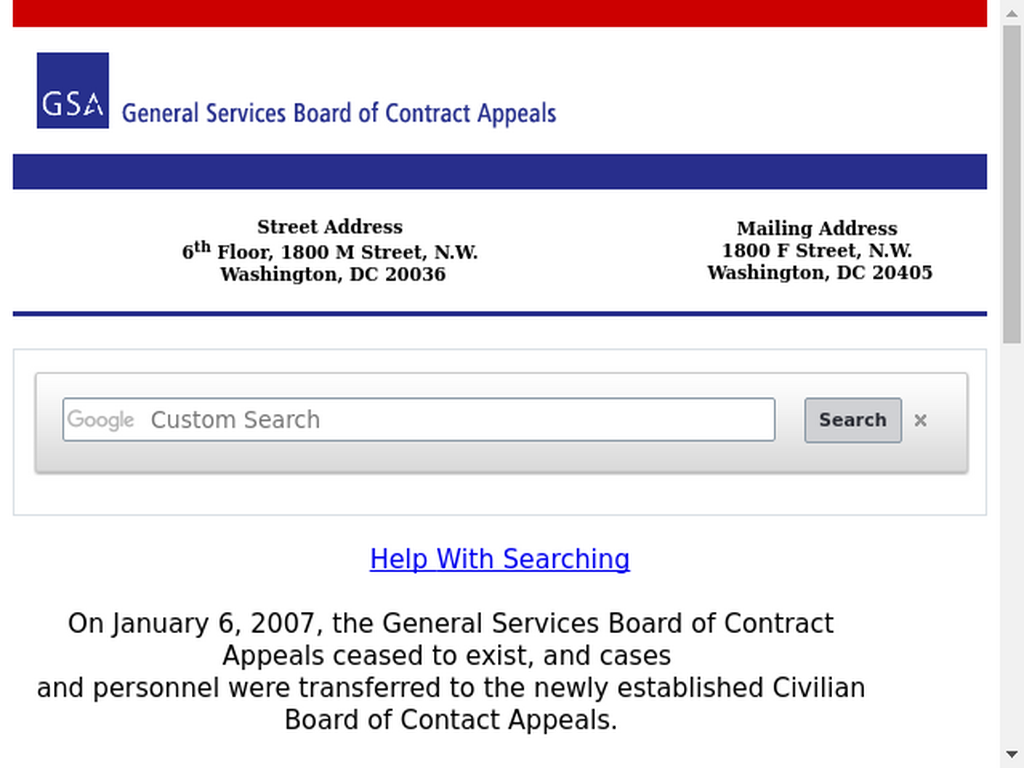 GSA
General Services Board of Contract Appeals
Street Address
6th Floor, 1800 M Street, N.W.
Washington, DC 20036
Mailing Address
1800 F Street, N.W.
Washington, DC 20405
Google Custom Search
Search
×
Help With Searching
On January 6, 2007, the General Services Board of Contract
Appeals ceased to exist, and cases
and personnel were transferred to the newly established Civilian
Board of Contact Appeals.